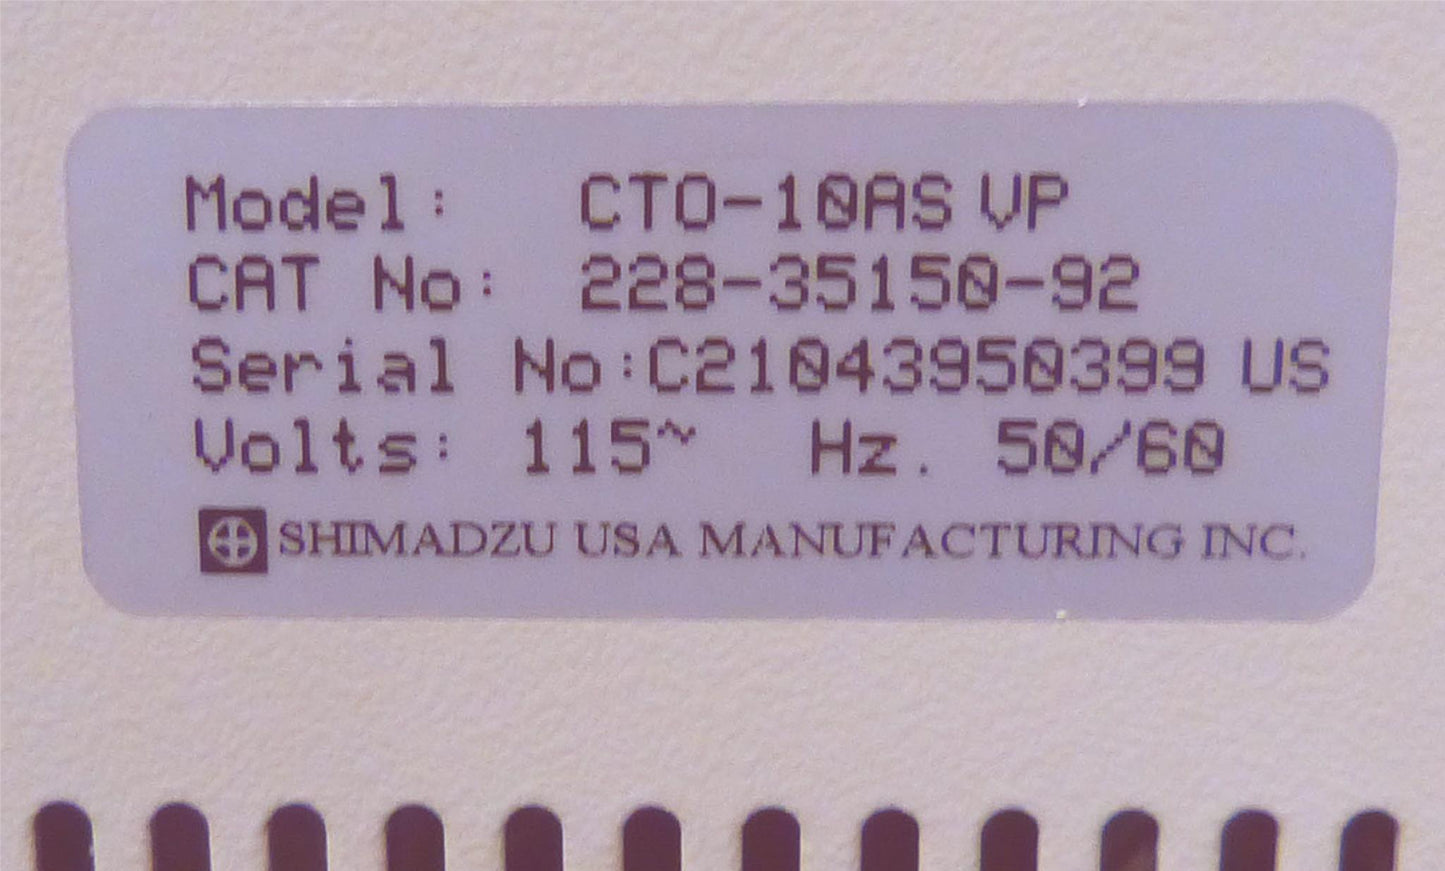 Model: CTO-10AS VP
CAT No: 228-35150-92
Serial No:C21043950399 US
Volts: 115~ Hz. 50/60
SHIMADZU USA MANUFACTURING INC.